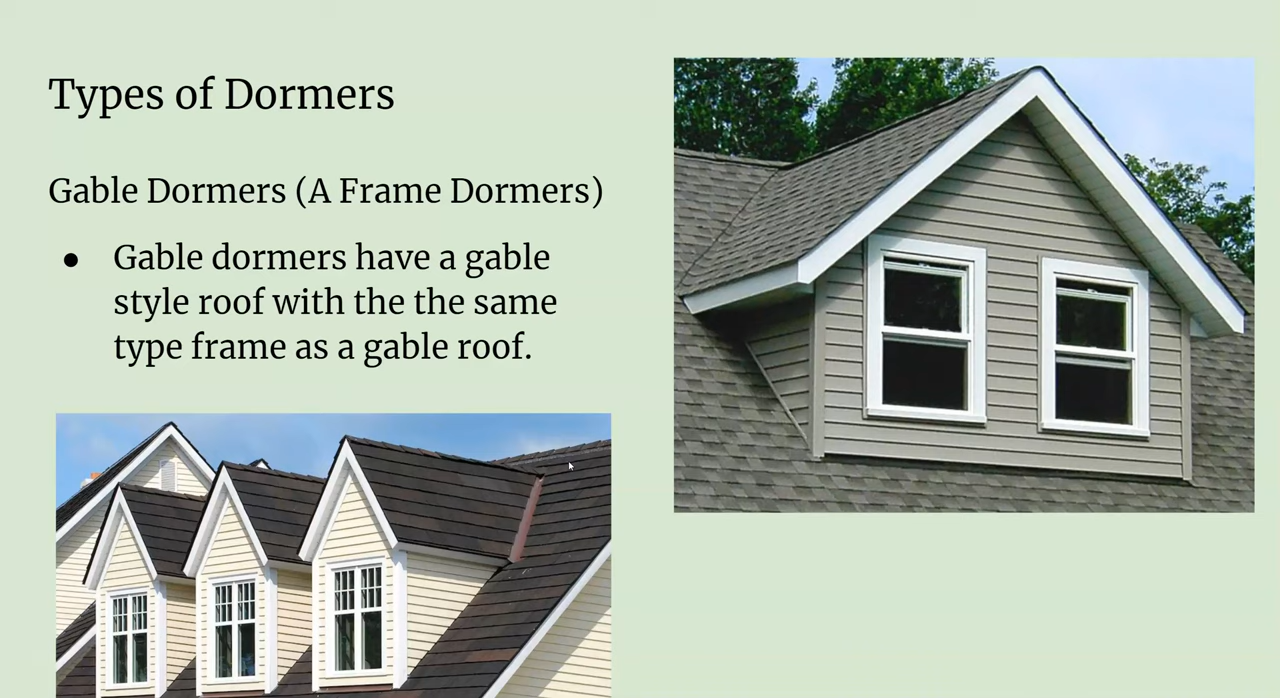 Types of Dormers
Gable Dormers (A Frame Dormers)
● Gable dormers have a gable
style roof with the the same
type frame as a gable roof.